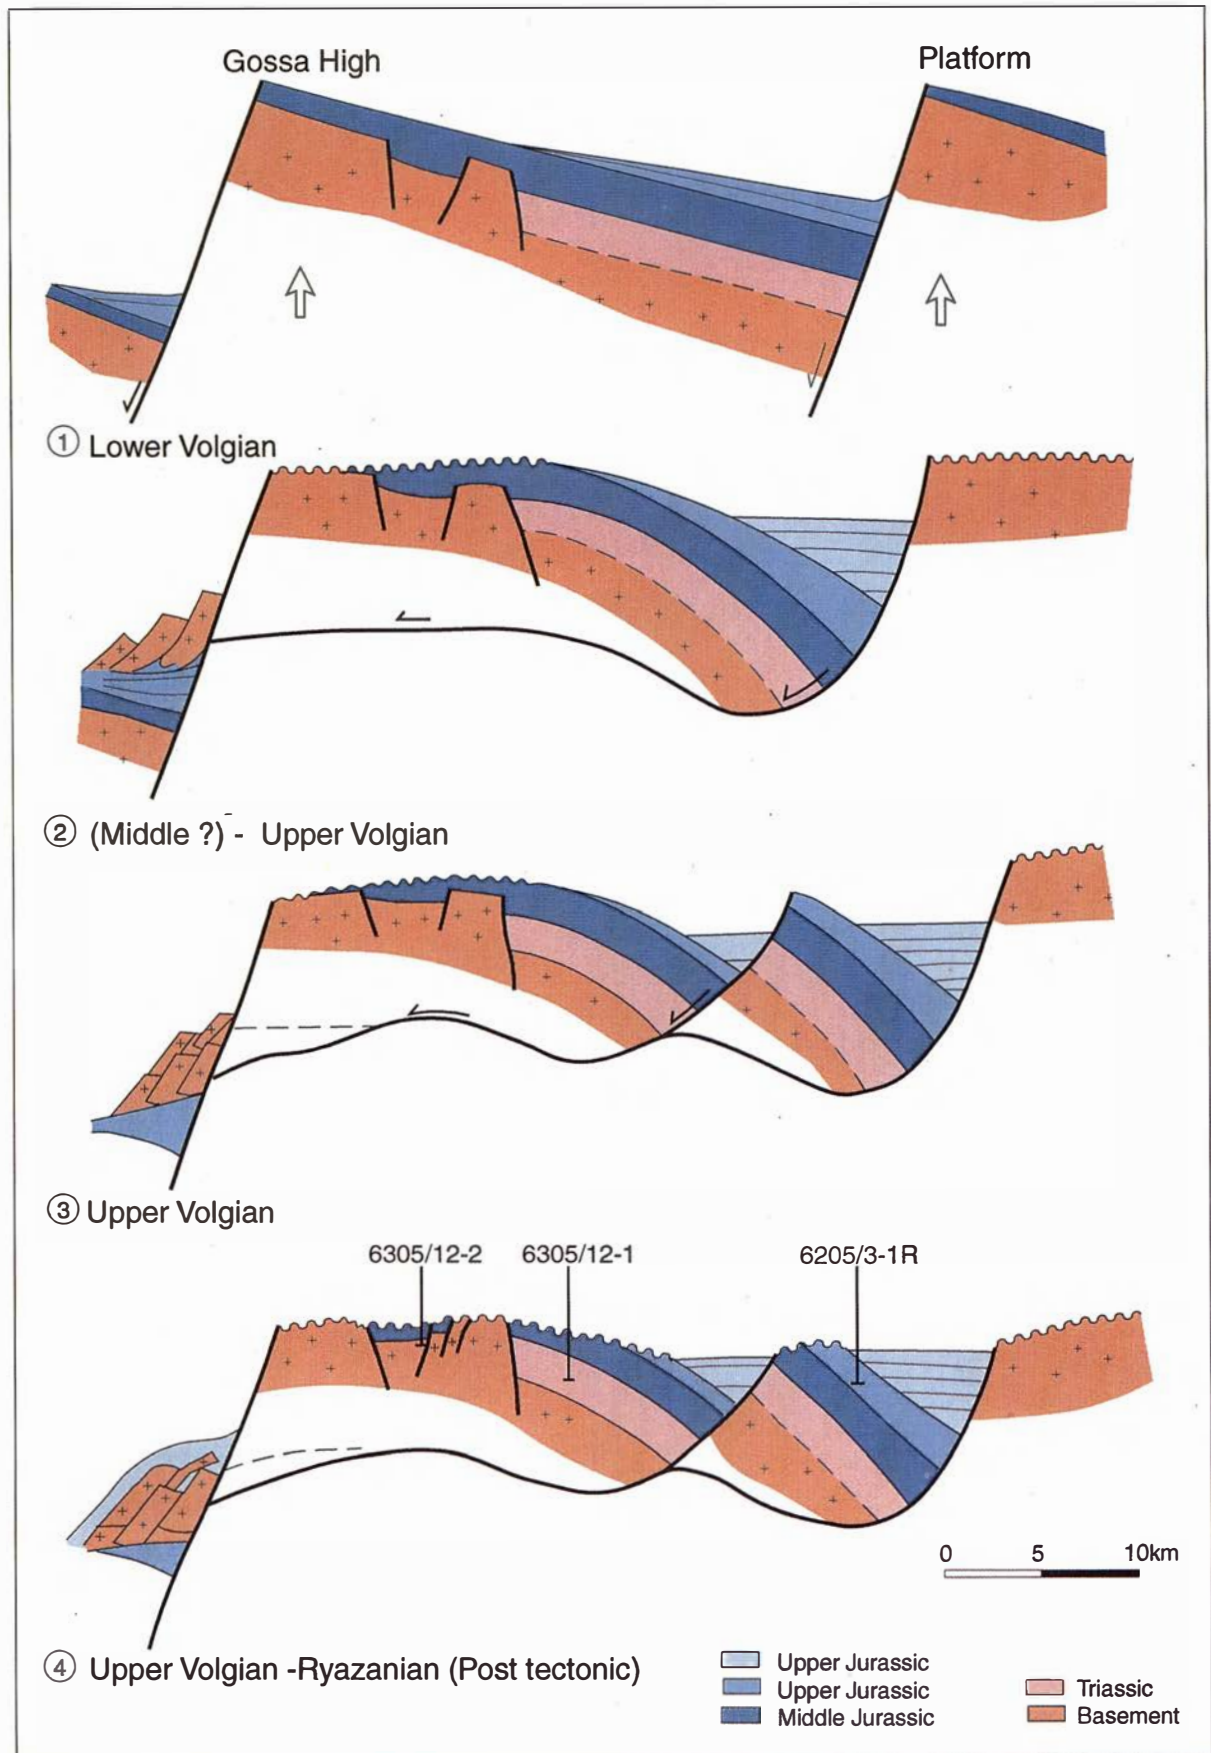 Gossa High
Platform
① Lower Volgian
② (Middle ?) - Upper Volgian
③ Upper Volgian
6305/12-2 6305/12-1 6205/3-1R
0 5 10km
④ Upper Volgian -Ryazanian (Post tectonic)
Upper Jurassic
Upper Jurassic
Middle Jurassic
Triassic
Basement